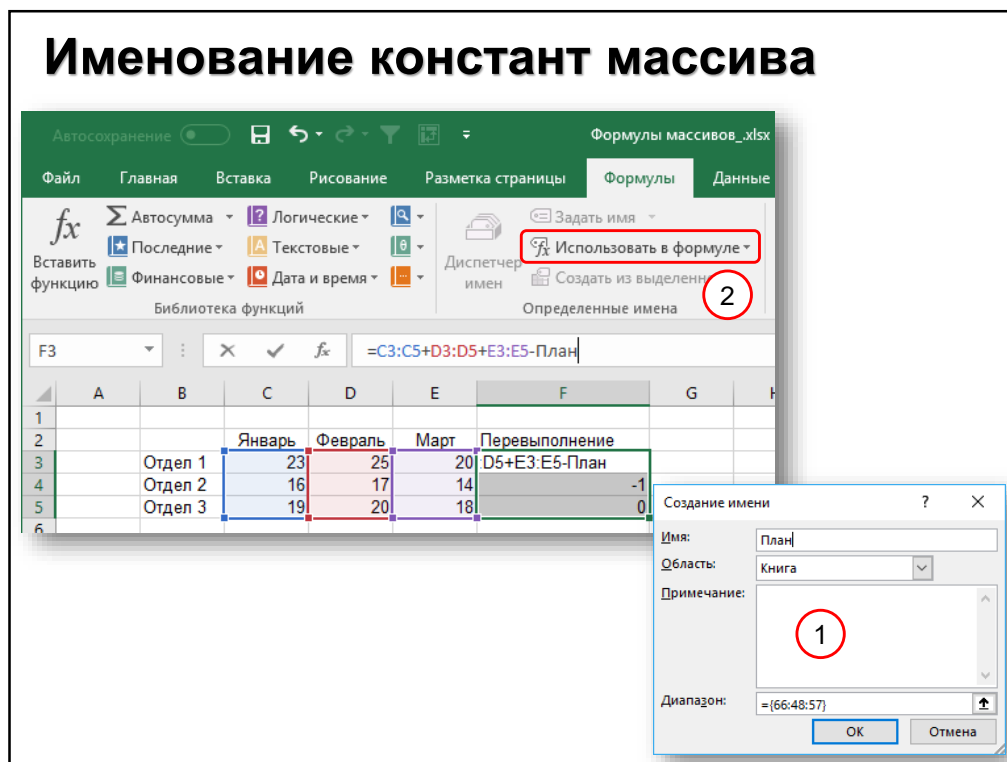 Именование констант массива
Автосохранение Формулы массивов_.xlsx
Файл Главная Вставка Рисование Разметка страницы Формулы Данные
fx Σ Автосумма ? Логические Задать имя
Последние A Текстовые θ Использовать в формуле
Вставить функцию Финансовые Дата и время Диспетчер имен Создать из выделенн
2
Библиотека функций Определенные имена
F3 fx =C3:C5+D3:D5+E3:E5-План
A B C D E F G H
1
2 Январь Февраль Март Перевыполнение
3 Отдел 1 23 25 20 :D5+E3:E5-План
4 Отдел 2 16 17 14 -1
5 Отдел 3 19 20 18 0
6
Создание имени ?
Имя: План
Область: Книга
Примечание:
1
Диапазон: ={66:48:57}
ОК Отмена